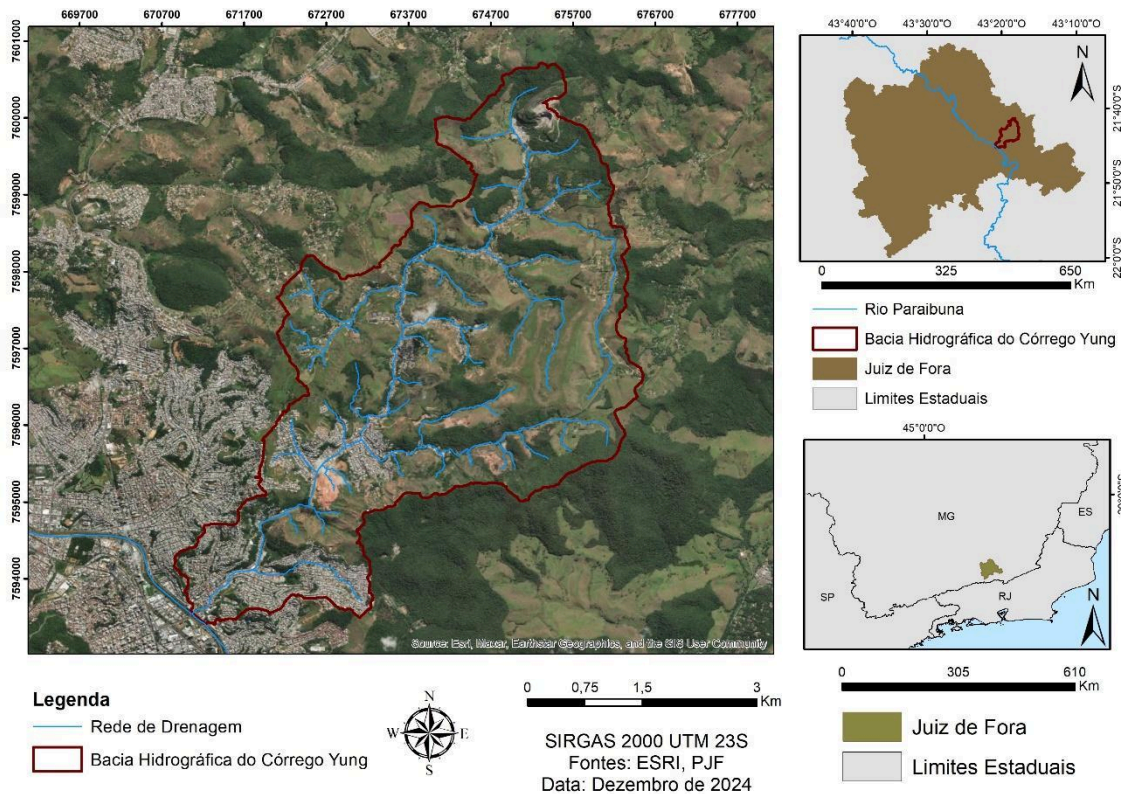 669700 670700 671700 672700 673700 674700 675700 676700 677700
7601000
7600000
7599000
7598000
7597000
7596000
7595000
7594000
Source: Esri, Maxar, Earthstar Geographics, and the GIS User Community
Legenda
Rede de Drenagem
Bacia Hidrográfica do Córrego Yung
N
W E
S
0 0,75 1,5 3
Km
SIRGAS 2000 UTM 23S
Fontes: ESRI, PJF
Data: Dezembro de 2024
43°40'0"O 43°30'0"O 43°20'0"O 43°10'0"O
N
21°40'0"S
21°50'0"S
22°0'0"S
0 325 650
Km
Rio Paraibuna
Bacia Hidrográfica do Córrego Yung
Juiz de Fora
Limites Estaduais
45°0'0"O
MG
ES
SP
RJ
N
0 305 610
Km
Juiz de Fora
Limites Estaduais